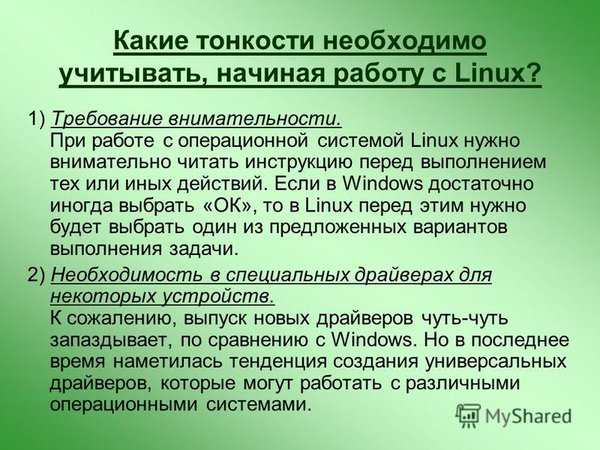 Какие тонкости необходимо
учитывать, начиная работу с Linux?
1) Требование внимательности.
При работе с операционной системой Linux нужно
внимательно читать инструкцию перед выполнением
тех или иных действий. Если в Windows достаточно
иногда выбрать «ОК», то в Linux перед этим нужно
будет выбрать один из предложенных вариантов
выполнения задачи.
2) Необходимость в специальных драйверах для
некоторых устройств.
К сожалению, выпуск новых драйверов чуть-чуть
запаздывает, по сравнению с Windows. Но в последнее
время наметилась тенденция создания универсальных
драйверов, которые могут работать с различными
операционными системами.
MyShared